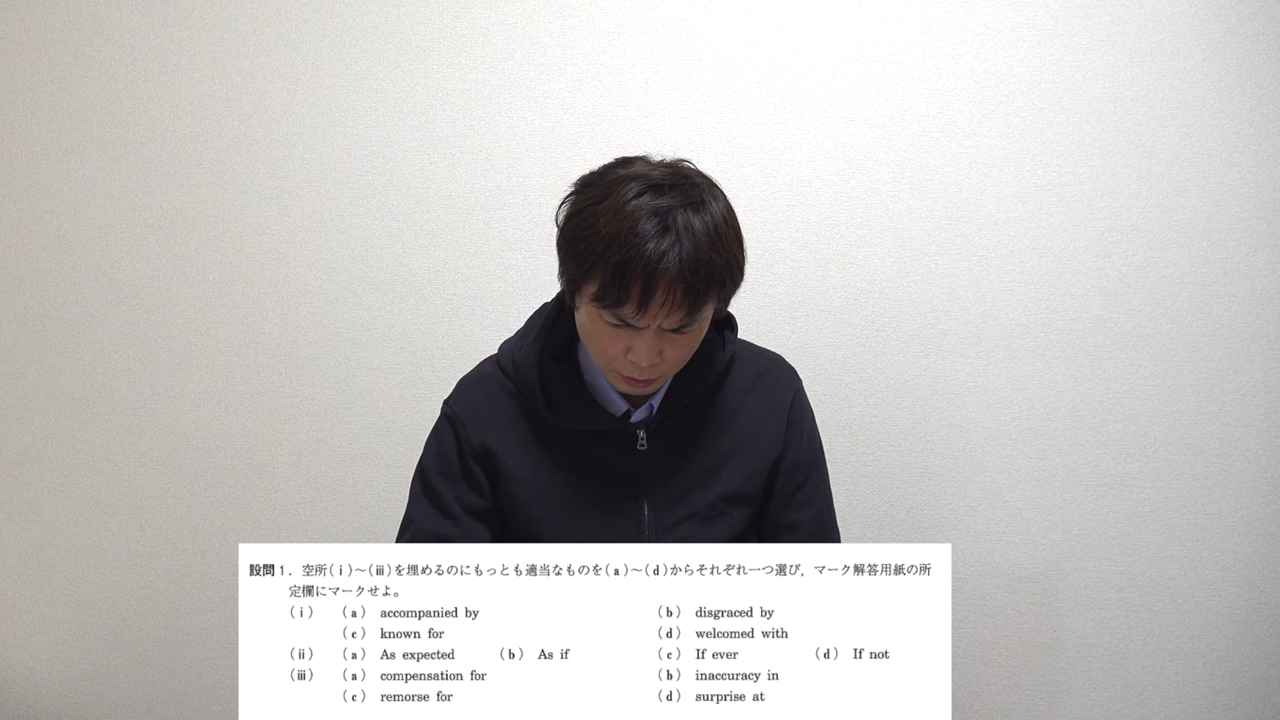 設問1．空所(ⅰ)～(ⅲ)を埋めるのにもっとも適当なものを(a)～(d)からそれぞれ一つ選び，マーク解答用紙の所
定欄にマークせよ。
(ⅰ) (a) accompanied by (b) disgraced by
(c) known for (d) welcomed with
(ⅱ) (a) As expected (b) As if (c) If ever (d) If not
(ⅲ) (a) compensation for (b) inaccuracy in
(c) remorse for (d) surprise at